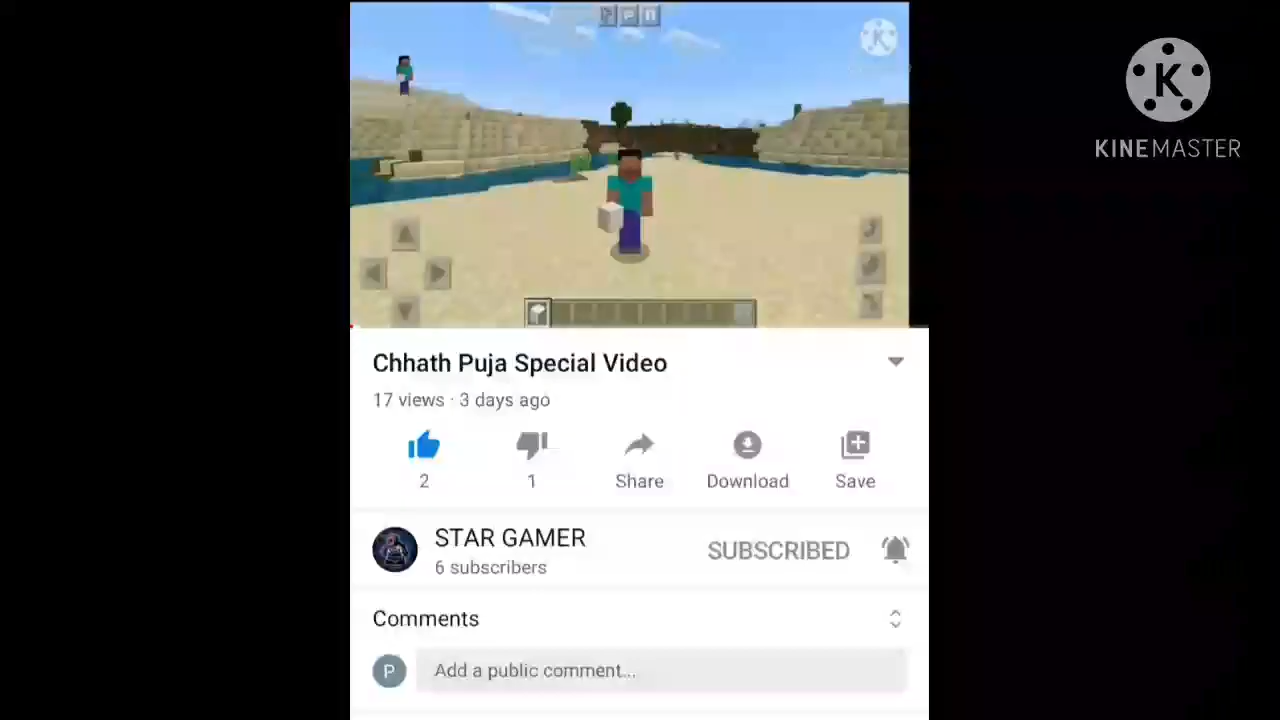 K
K
KINEMASTER
Chhath Puja Special Video
17 views · 3 days ago
2
1
Share
Download
Save
STAR GAMER
6 subscribers
SUBSCRIBED
Comments
P
Add a public comment...